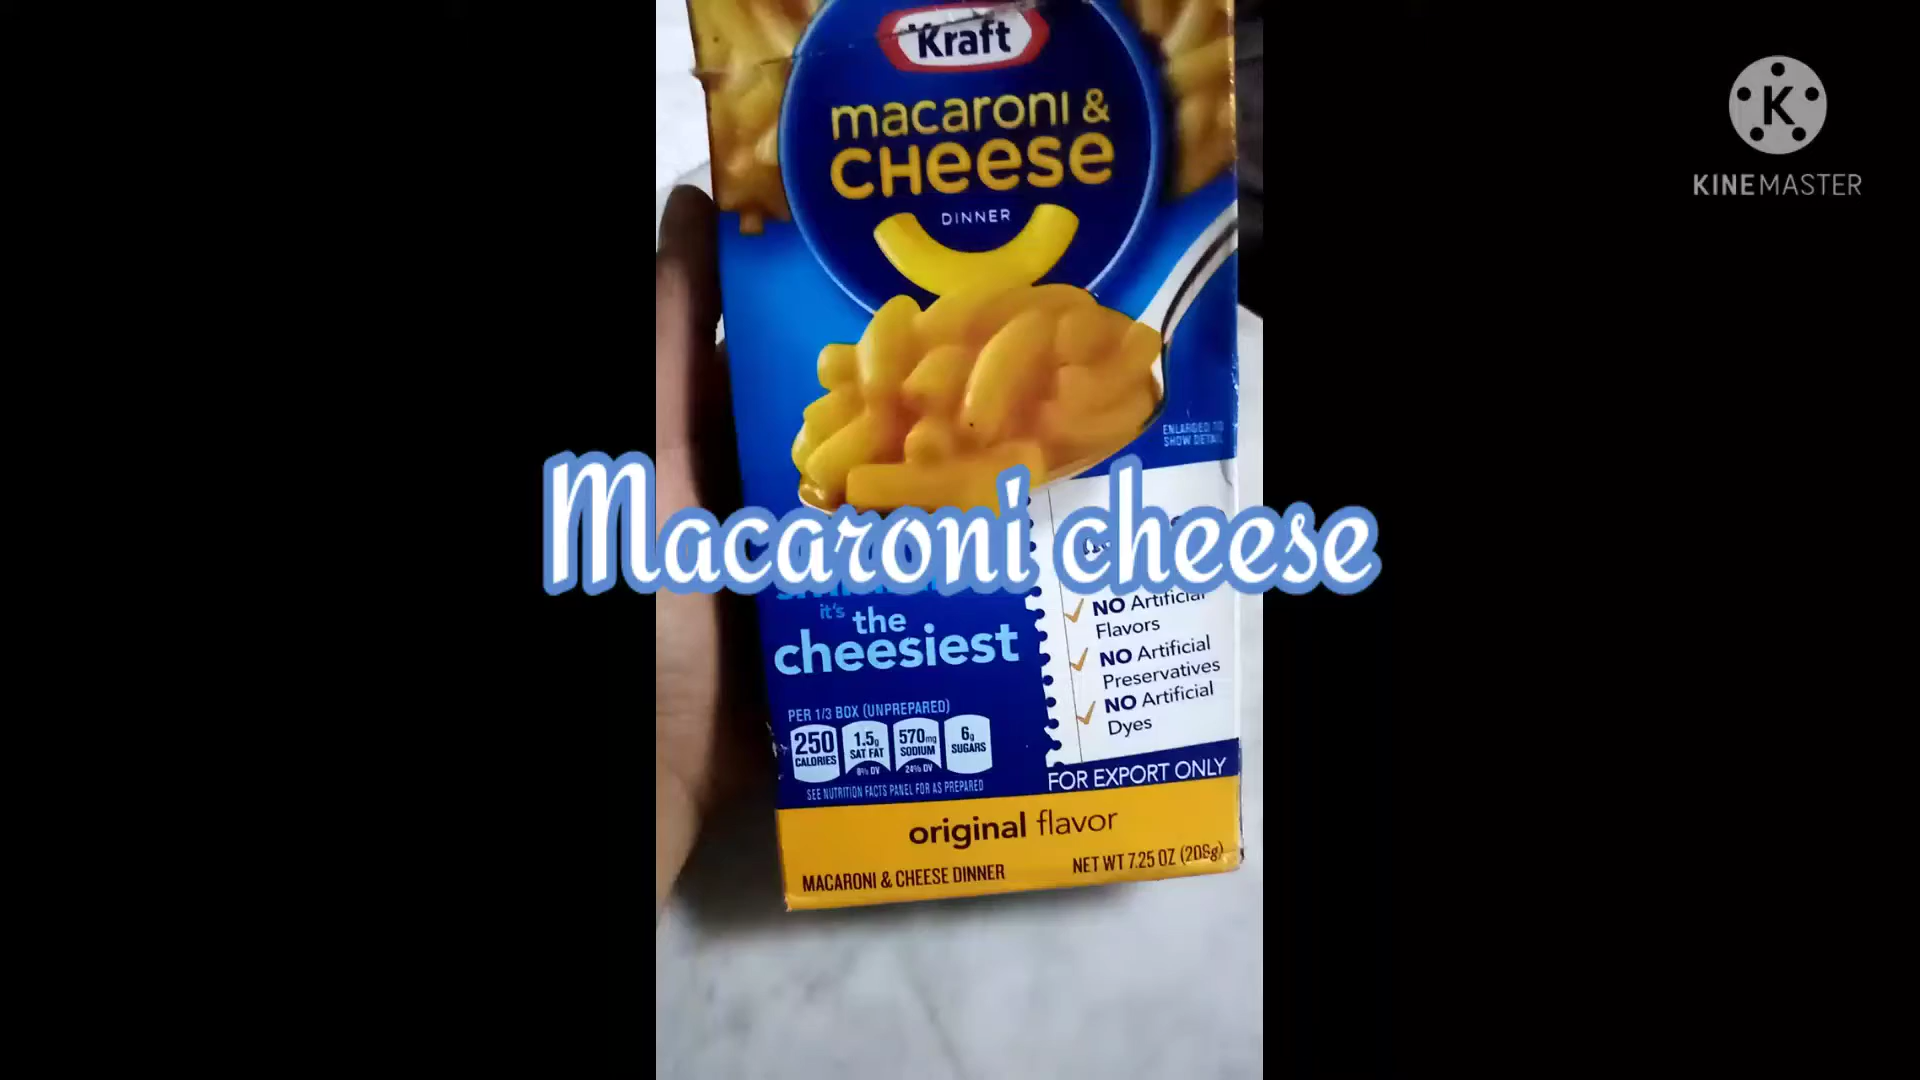 Kraft
macaroni &
CHeese
DINNER
KINEMASTER
ENLARGED TO
SHOW DETAIL
Macaroni cheese
it's the
cheesiest
NO Artificial
Flavors
NO Artificial
Preservatives
NO Artificial
Dyes
PER 1/3 BOX (UNPREPARED)
250
CALORIES
1.5g
SAT FAT
8% DV
570mg
SODIUM
24% DV
6g
SUGARS
SEE NUTRITION FACTS PANEL FOR AS PREPARED
FOR EXPORT ONLY
original flavor
MACARONI & CHEESE DINNER
NET WT 7.25 OZ (206g)